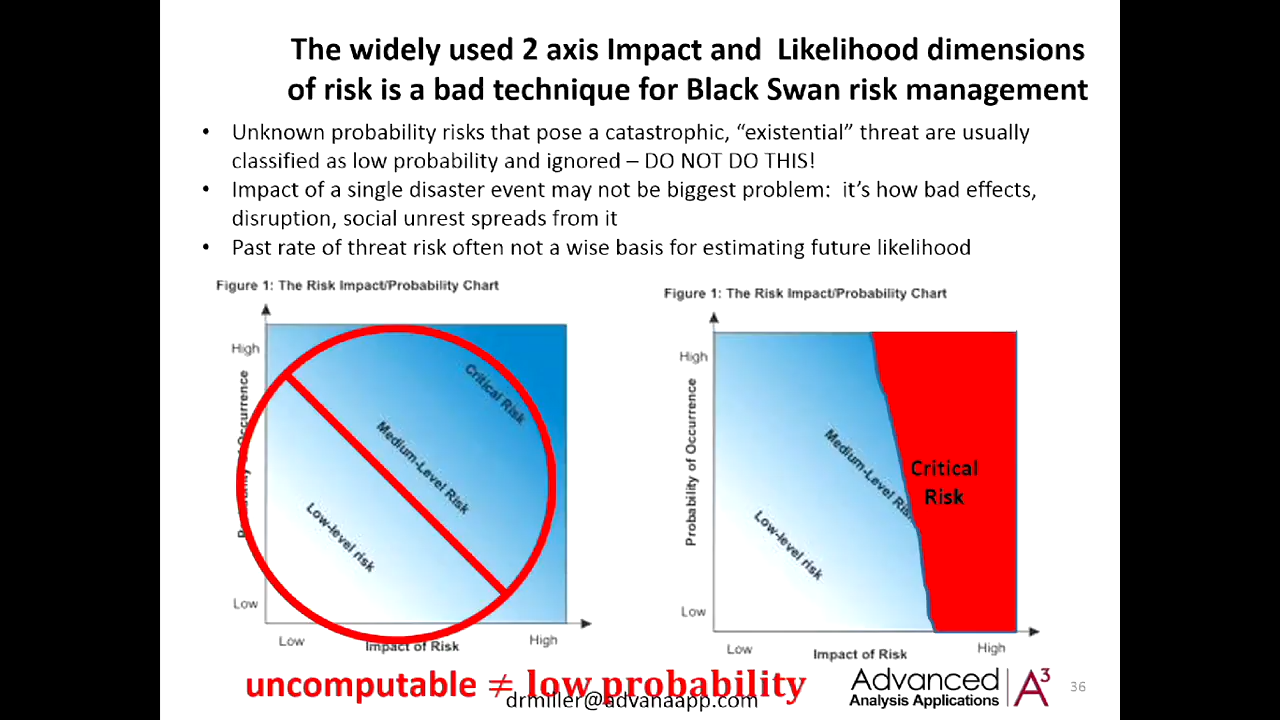 The widely used 2 axis Impact and Likelihood dimensions
of risk is a bad technique for Black Swan risk management
• Unknown probability risks that pose a catastrophic, “existential” threat are usually
classified as low probability and ignored – DO NOT DO THIS!
• Impact of a single disaster event may not be biggest problem: it’s how bad effects,
disruption, social unrest spreads from it
• Past rate of threat risk often not a wise basis for estimating future likelihood
Figure 1: The Risk Impact/Probability Chart
High
Probability of Occurrence
Critical Risk
Medium-Level Risk
Low-level risk
Low
Low
Impact of Risk
High
Figure 1: The Risk Impact/Probability Chart
High
Probability of Occurrence
Medium-Level Risk
Critical
Risk
Low-level risk
Low
Low
Impact of Risk
High
uncomputable ≠ low probability
drmiller@advanaapp.com
Advanced
Analysis Applications
A3
36